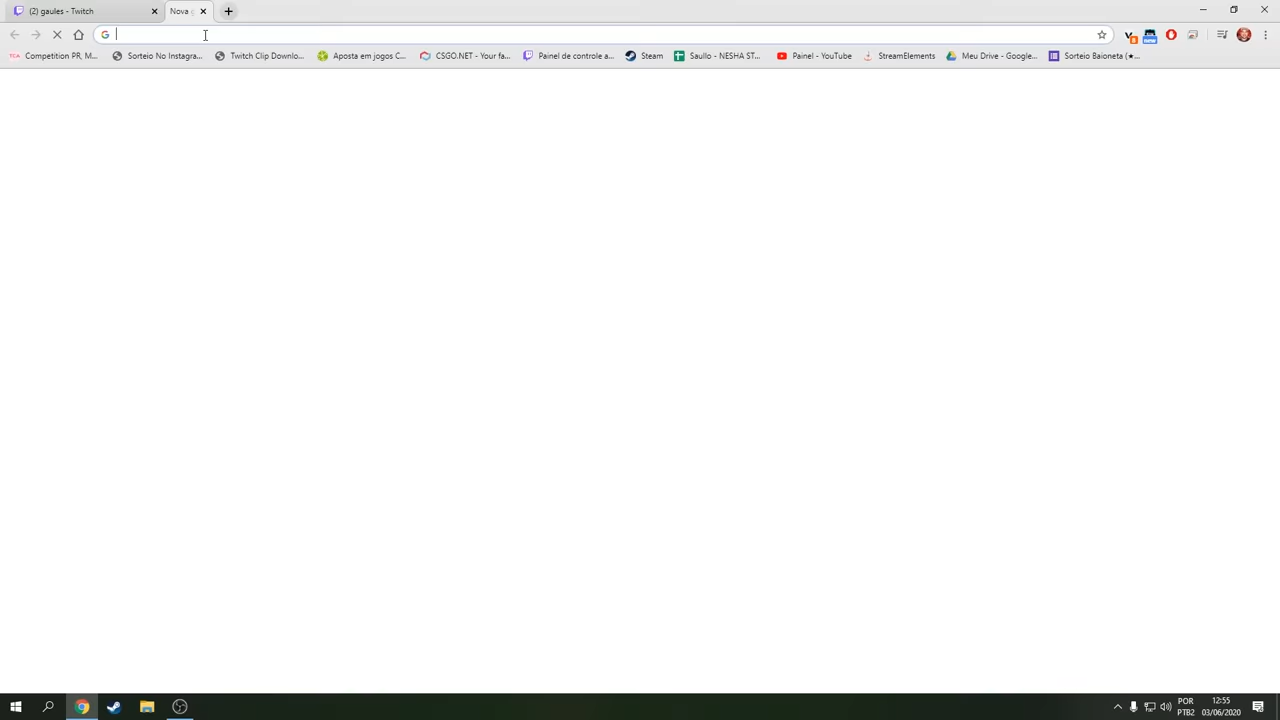 (2) gaules - Twitch
Nova
Competition PR, M...
Sorteio No Instagra...
Twitch Clip Downlo...
Aposta em jogos C...
CSGO.NET - Your fa...
Painel de controle a...
Steam
Saullo - NESHA ST...
Painel - YouTube
StreamElements
Meu Drive - Google...
Sorteio Baioneta (★...
POR
PTB2
12:55
03/06/2020